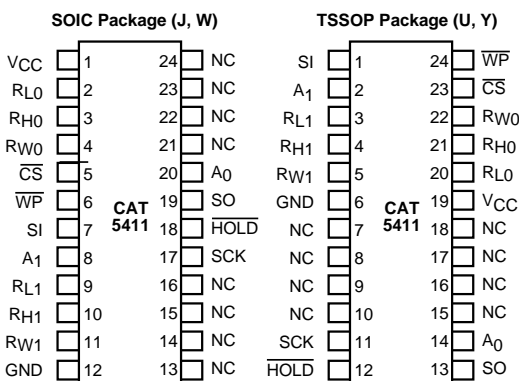 SOIC Package (J, W)
VCC 1 24 NC
RL0 2 23 NC
RH0 3 22 NC
RW0 4 21 NC
CS 5 20 A0
WP 6 19 SO
SI 7 18 HOLD
A1 8 17 SCK
RL1 9 16 NC
RH1 10 15 NC
RW1 11 14 NC
GND 12 13 NC
CAT
5411
TSSOP Package (U, Y)
SI 1 24 WP
A1 2 23 CS
RL1 3 22 RW0
RH1 4 21 RH0
RW1 5 20 RL0
GND 6 19 VCC
NC 7 18 NC
NC 8 17 NC
NC 9 16 NC
NC 10 15 NC
SCK 11 14 A0
HOLD 12 13 SO
CAT
5411